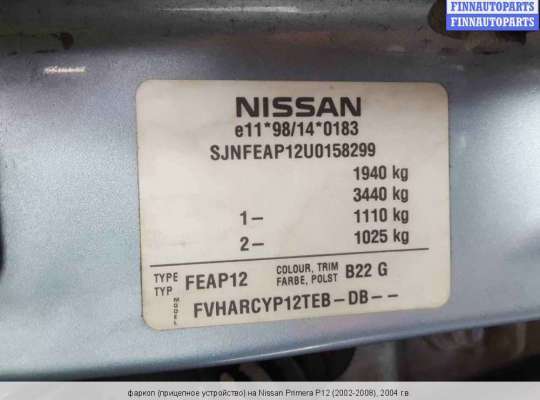 FINNAUTOPARTS
FINNAUTOPARTS
NISSAN
e11*98/14*0183
SJNFEAP12U0158299
1940 kg
3440 kg
1- 1110 kg
2- 1025 kg
TYPE TYP FEAP12 COLOUR, TRIM FARBE, POLST B22 G
MODEL FVHARCYP12TEB-DB--
фаркоп (прицепное устройство) на Nissan Primera P12 (2002-2008), 2004 г.в.